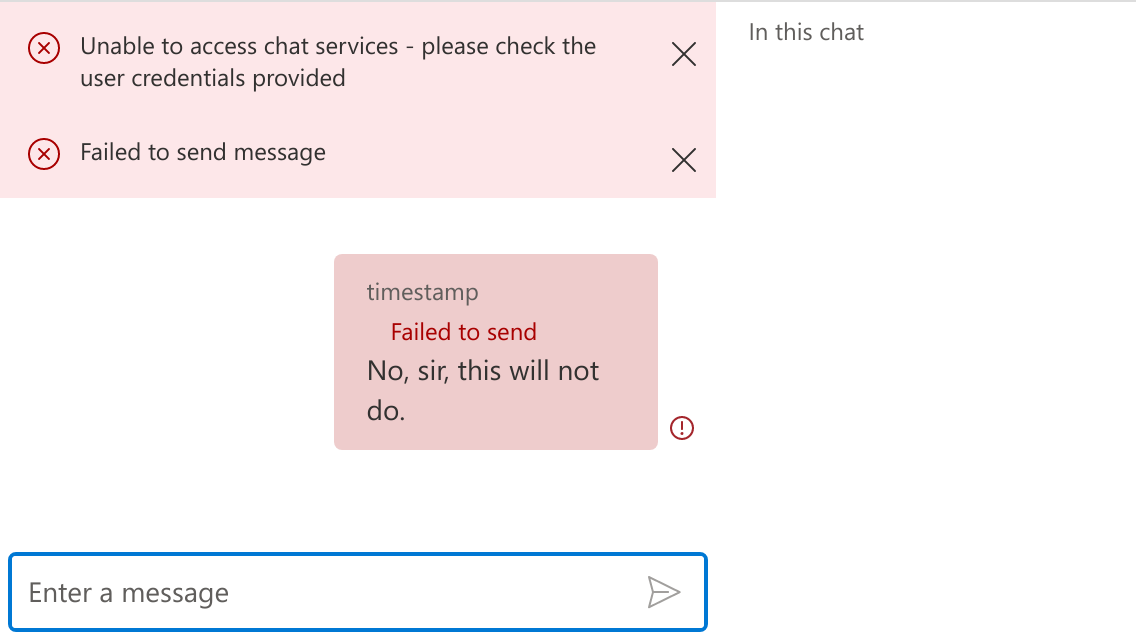 Unable to access chat services - please check the
user credentials provided
In this chat
Failed to send message
timestamp
Failed to send
No, sir, this will not
do.
Enter a message